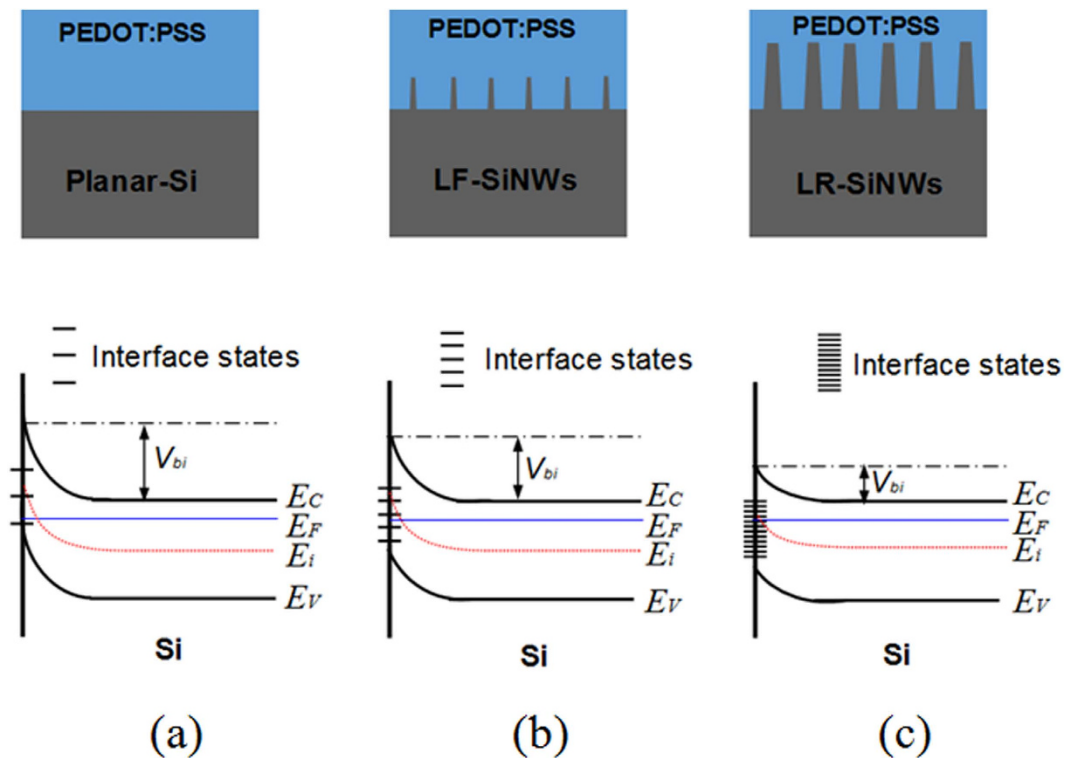 PEDOT:PSS
Planar-Si
PEDOT:PSS
LF-SiNWs
PEDOT:PSS
LR-SiNWs
Interface states
Vbi
EC
EF
Ei
EV
Si
(a)
Interface states
Vbi
EC
EF
Ei
EV
Si
(b)
Interface states
Vbi
EC
EF
Ei
EV
Si
(c)